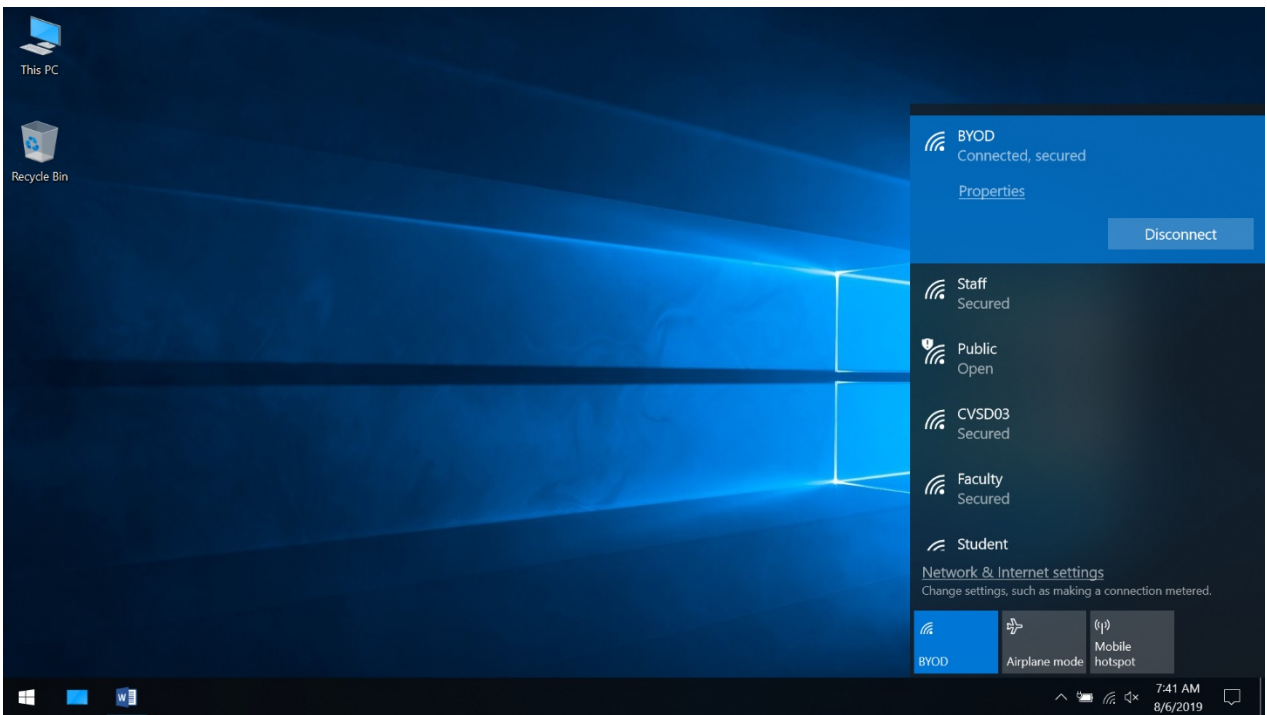 This PC
Recycle Bin
BYOD
Connected, secured
Properties
Disconnect
Staff
Secured
Public
Open
CVSD03
Secured
Faculty
Secured
Student
Network & Internet settings
Change settings, such as making a connection metered.
BYOD
Airplane mode
Mobile
hotspot
W
7:41 AM
8/6/2019